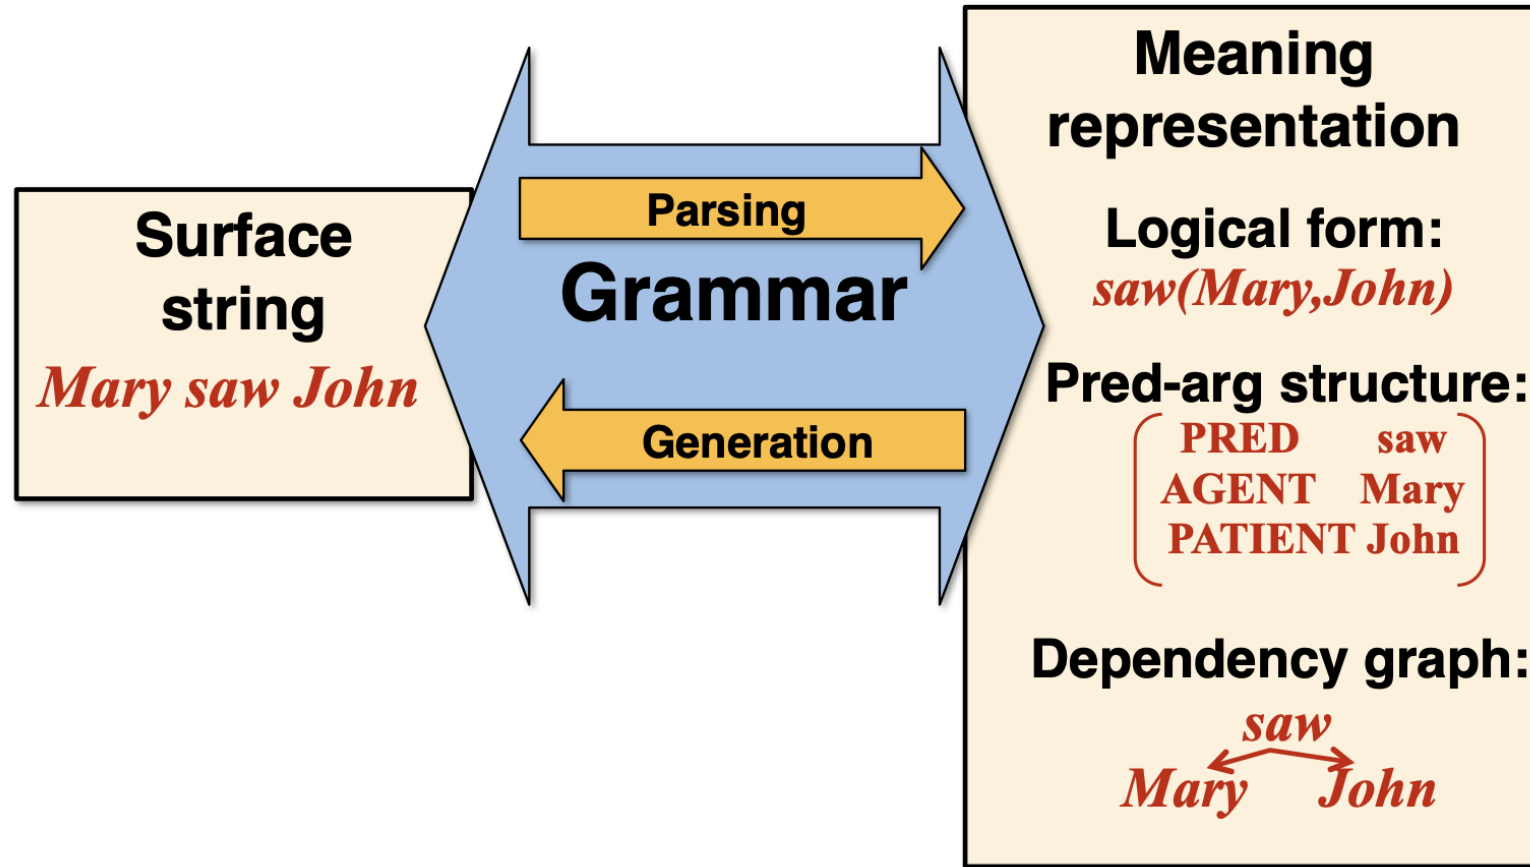 Surface
string
Mary saw John
Parsing
Grammar
Generation
Meaning
representation
Logical form:
saw(Mary,John)
Pred-arg structure:
PRED saw
AGENT Mary
PATIENT John
Dependency graph:
saw
Mary John